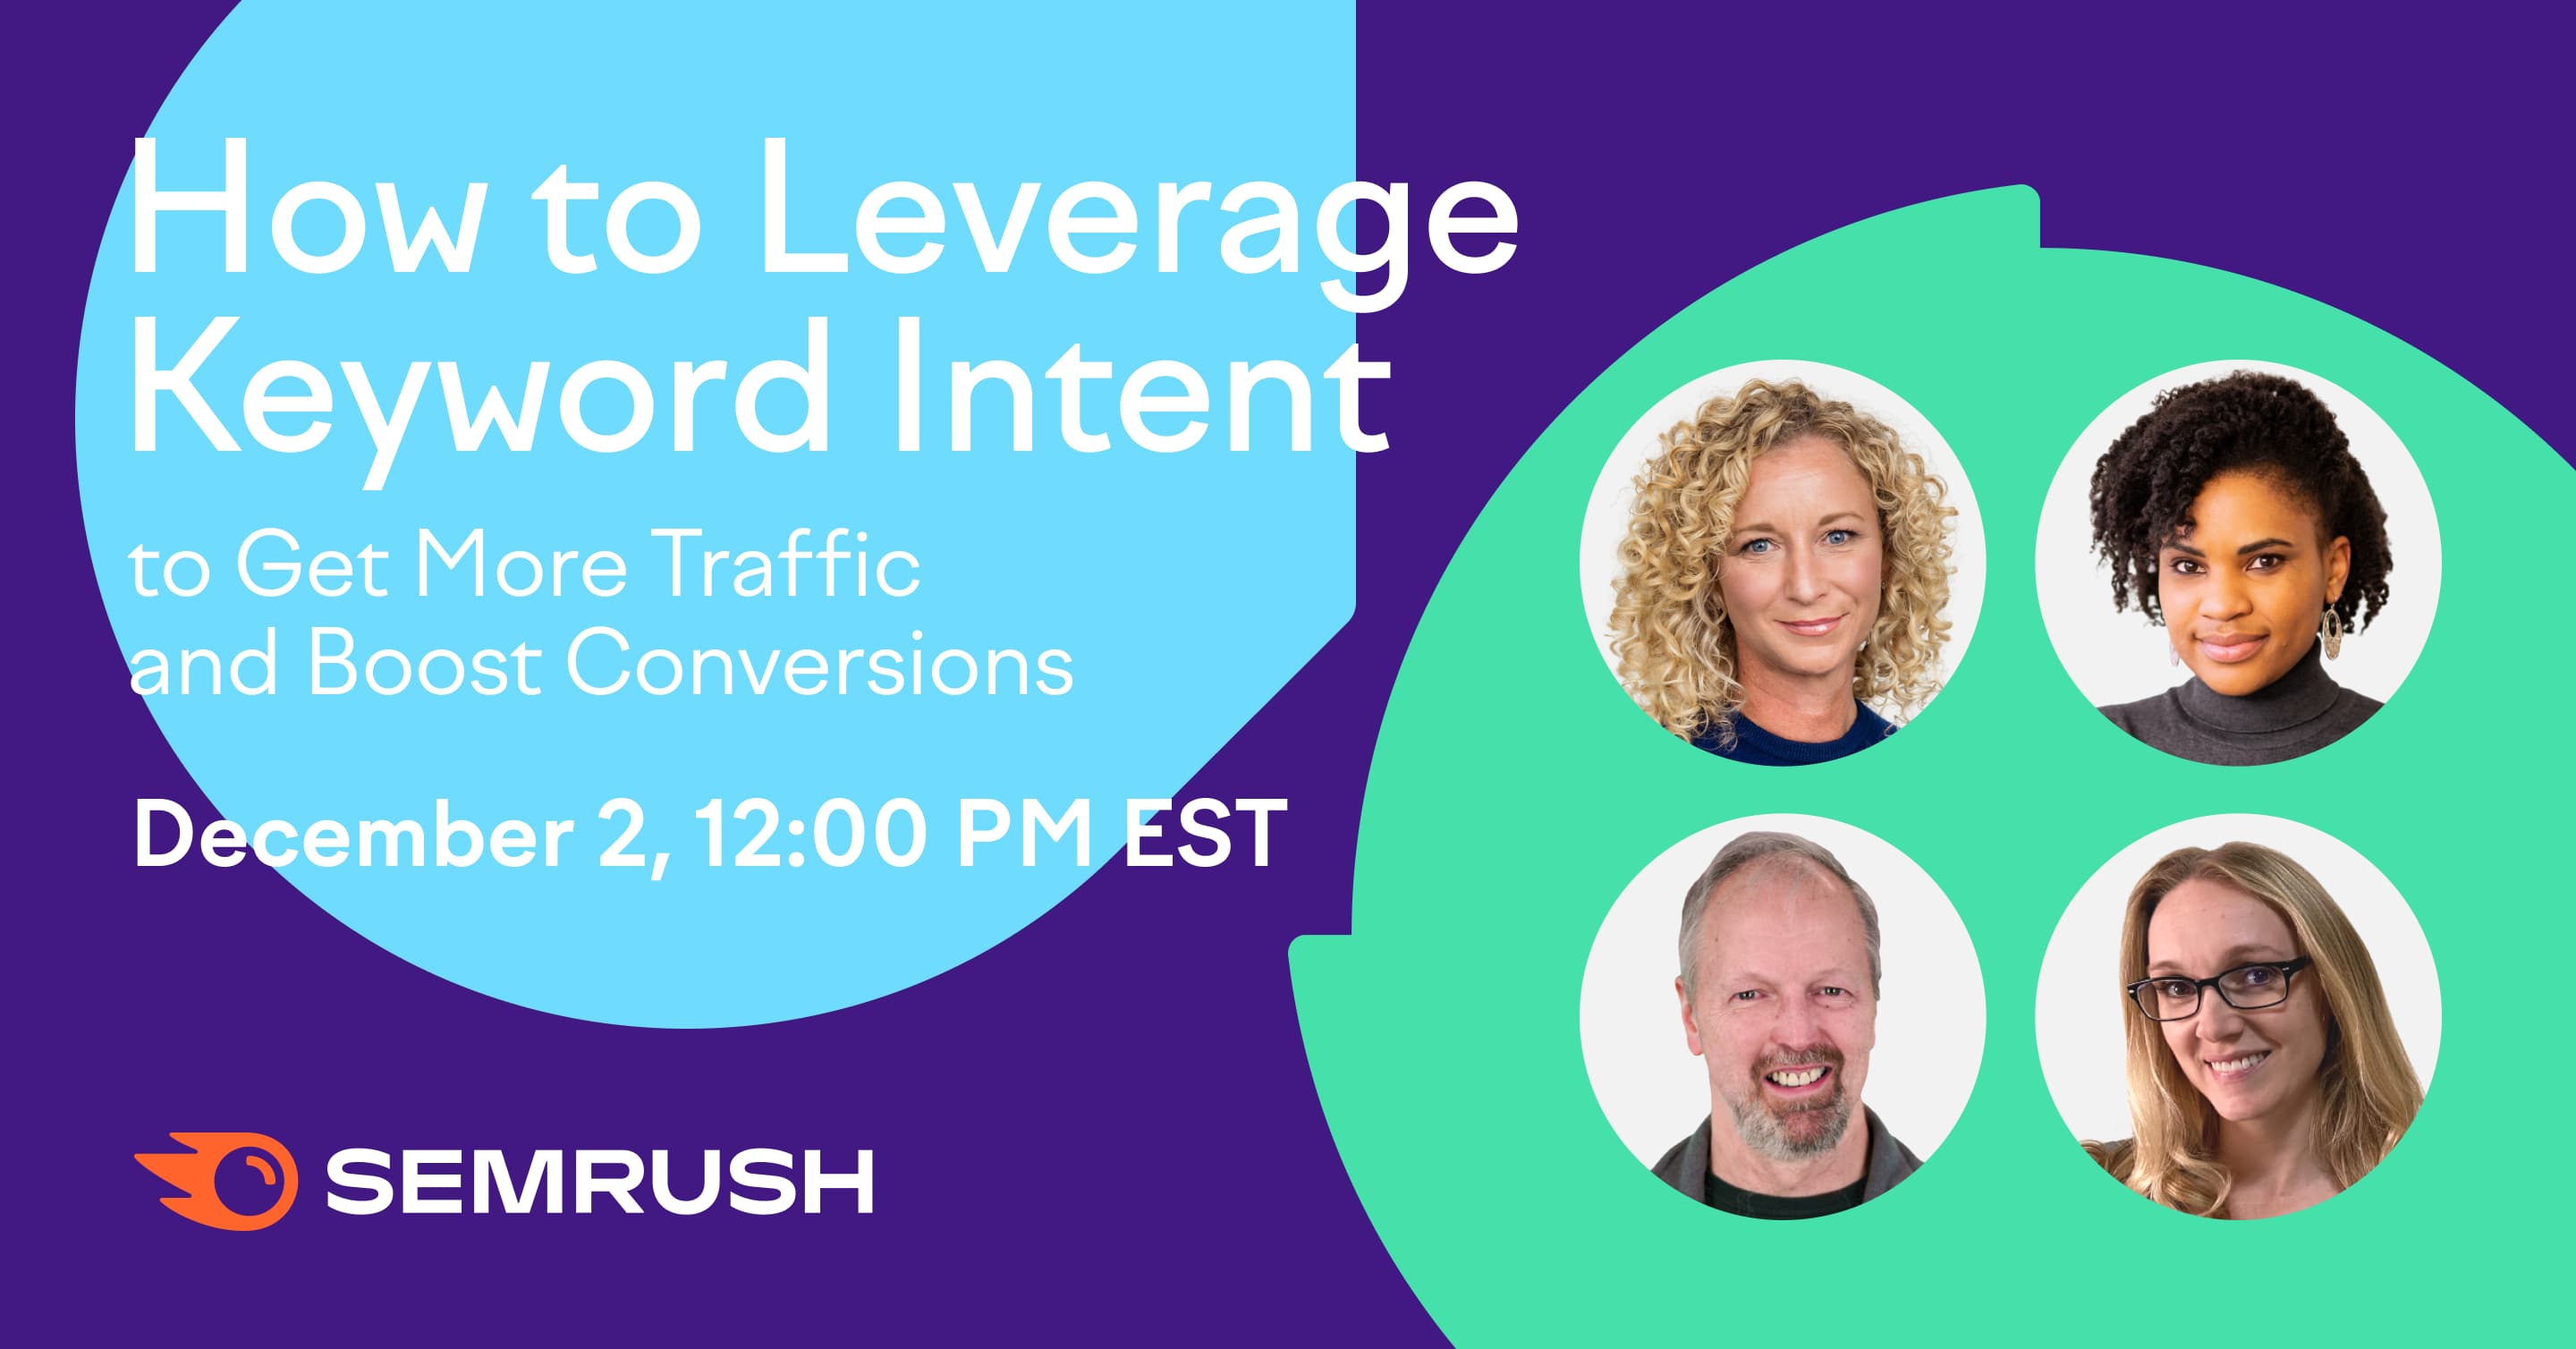 How to Leverage
Keyword Intent
to Get More Traffic
and Boost Conversions
December 2, 12:00 PM EST
SEMRUSH